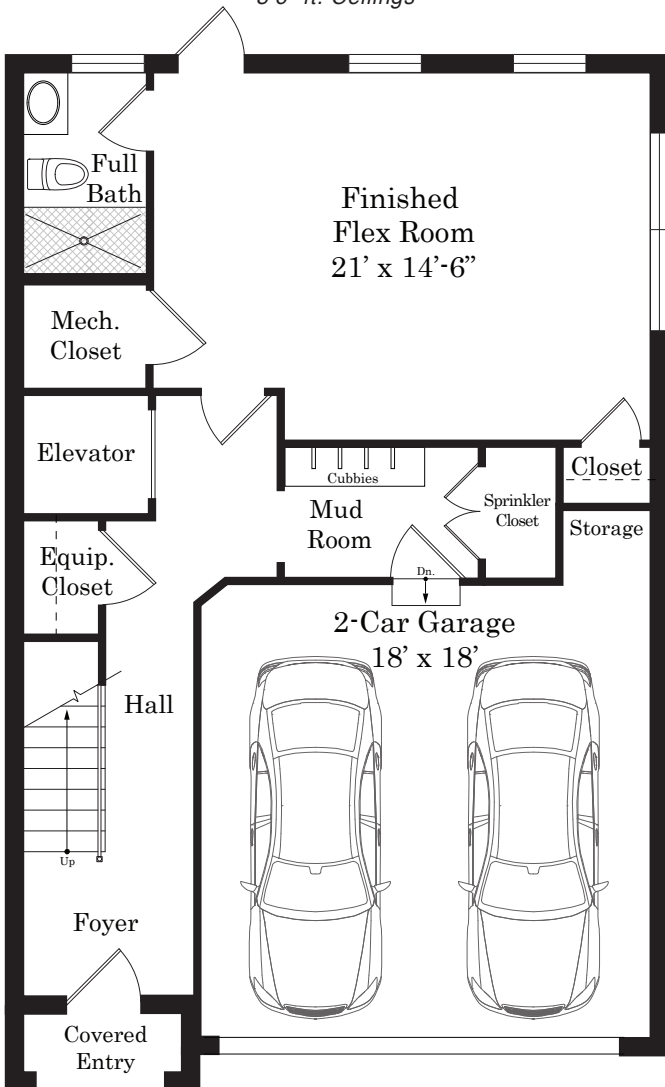 Full
Bath
Finished
Flex Room
21’ x 14’-6”
Mech.
Closet
Elevator
Cubbies
Closet
Mud
Room
Sprinkler
Closet
Storage
Equip.
Closet
Dn.
2-Car Garage
18’ x 18’
Hall
Up
Foyer
Covered
Entry